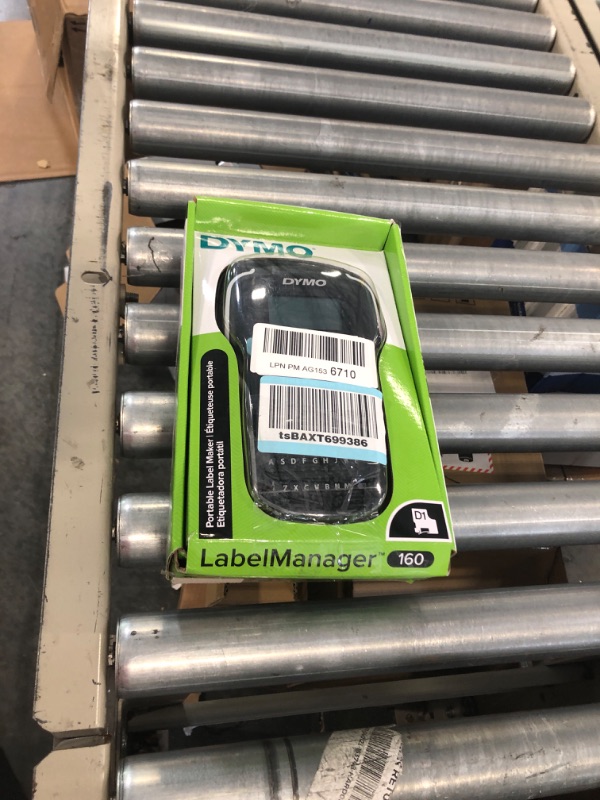 DYMO
DYMO
LPN PM AG153 6710
tsBAXT699386
A S D F G H J
Z X C V B N M
Portable Label Maker | Étiqueteuse portable
Etiquetadora portátil
D1
LabelManager™ 160